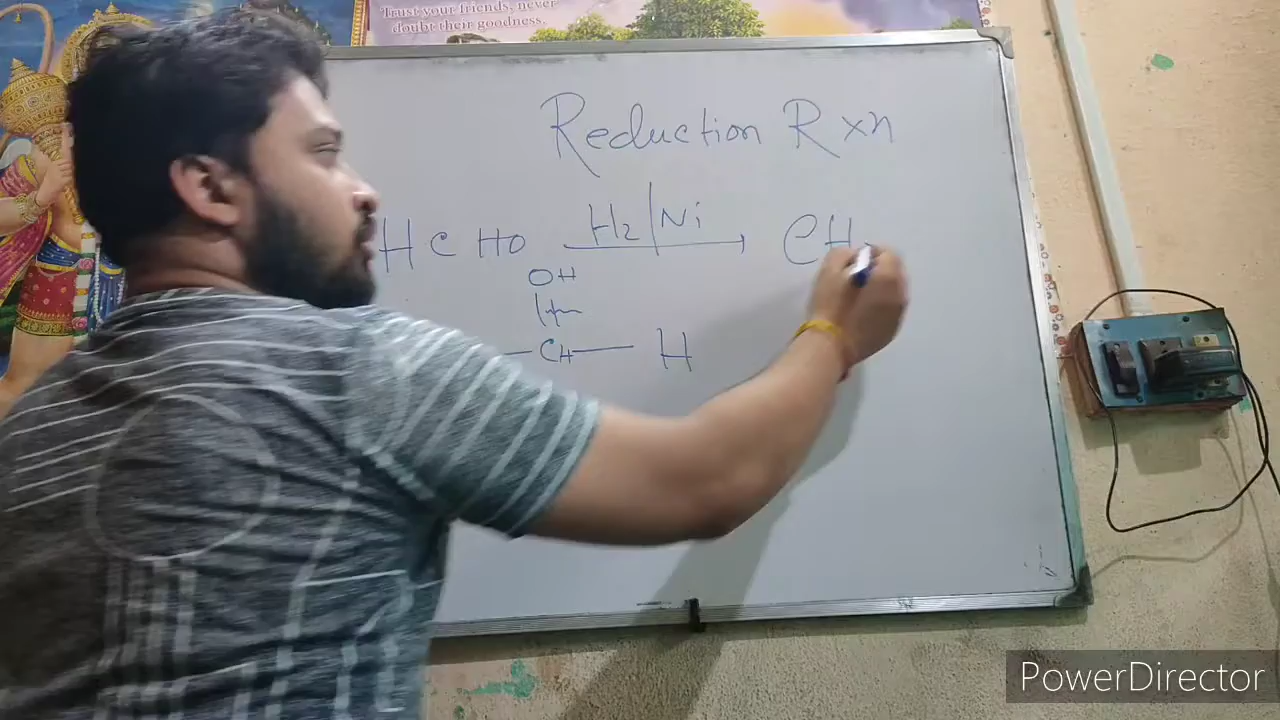 Trust your friends, never
doubt their goodness.
Reduction Rxn
HCHO H2/Ni CH
OH
CH H
PowerDirector